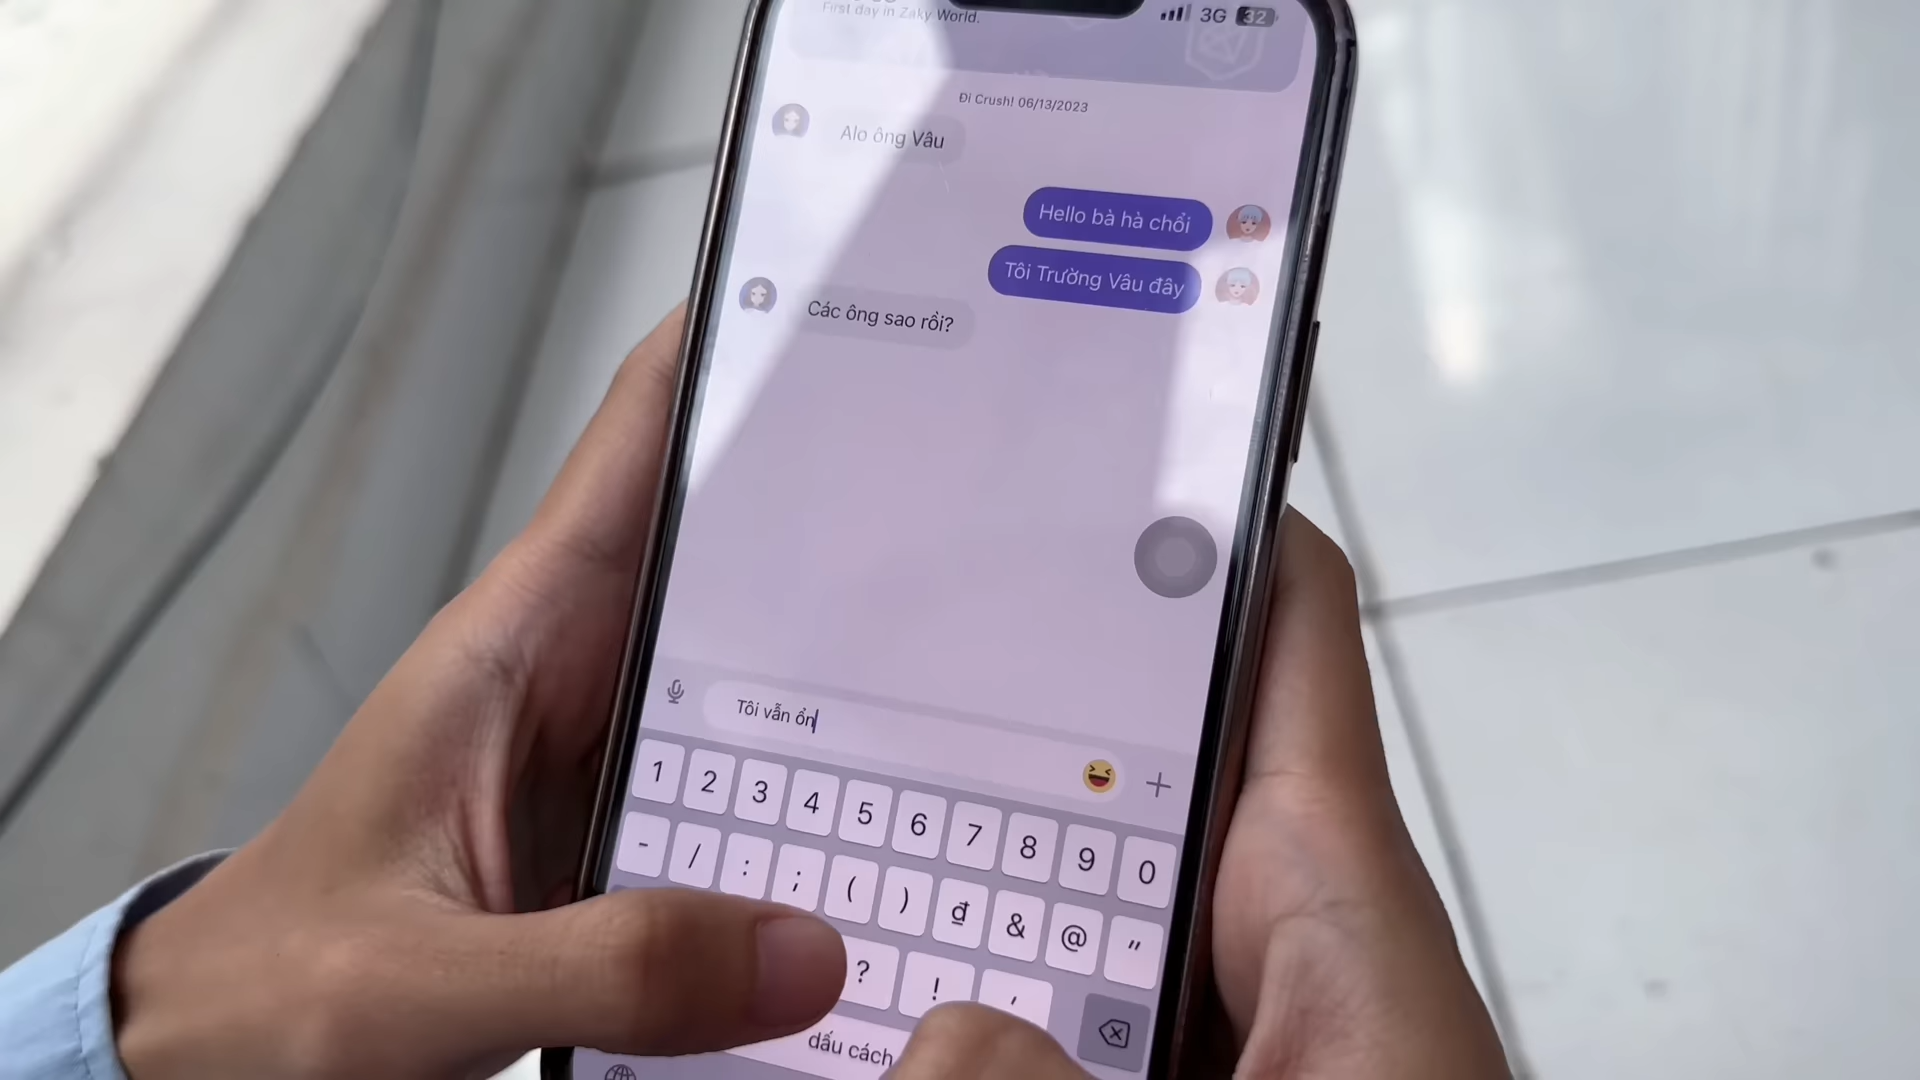 3G 32
First day in Zaky World.
Đi Crush! 06/13/2023
Alo ông Vâu
Hello bà hà chổi
Tôi Trường Vâu đây
Các ông sao rồi?
Tôi vẫn ổn
1 2 3 4 5 6 7 8 9 0
- / : ; ( ) ₫ & @ "
? ! ,
dấu cách